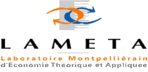 LAMETA
Laboratoire Montpelliérain
d'Economie Théorique et Appliquée